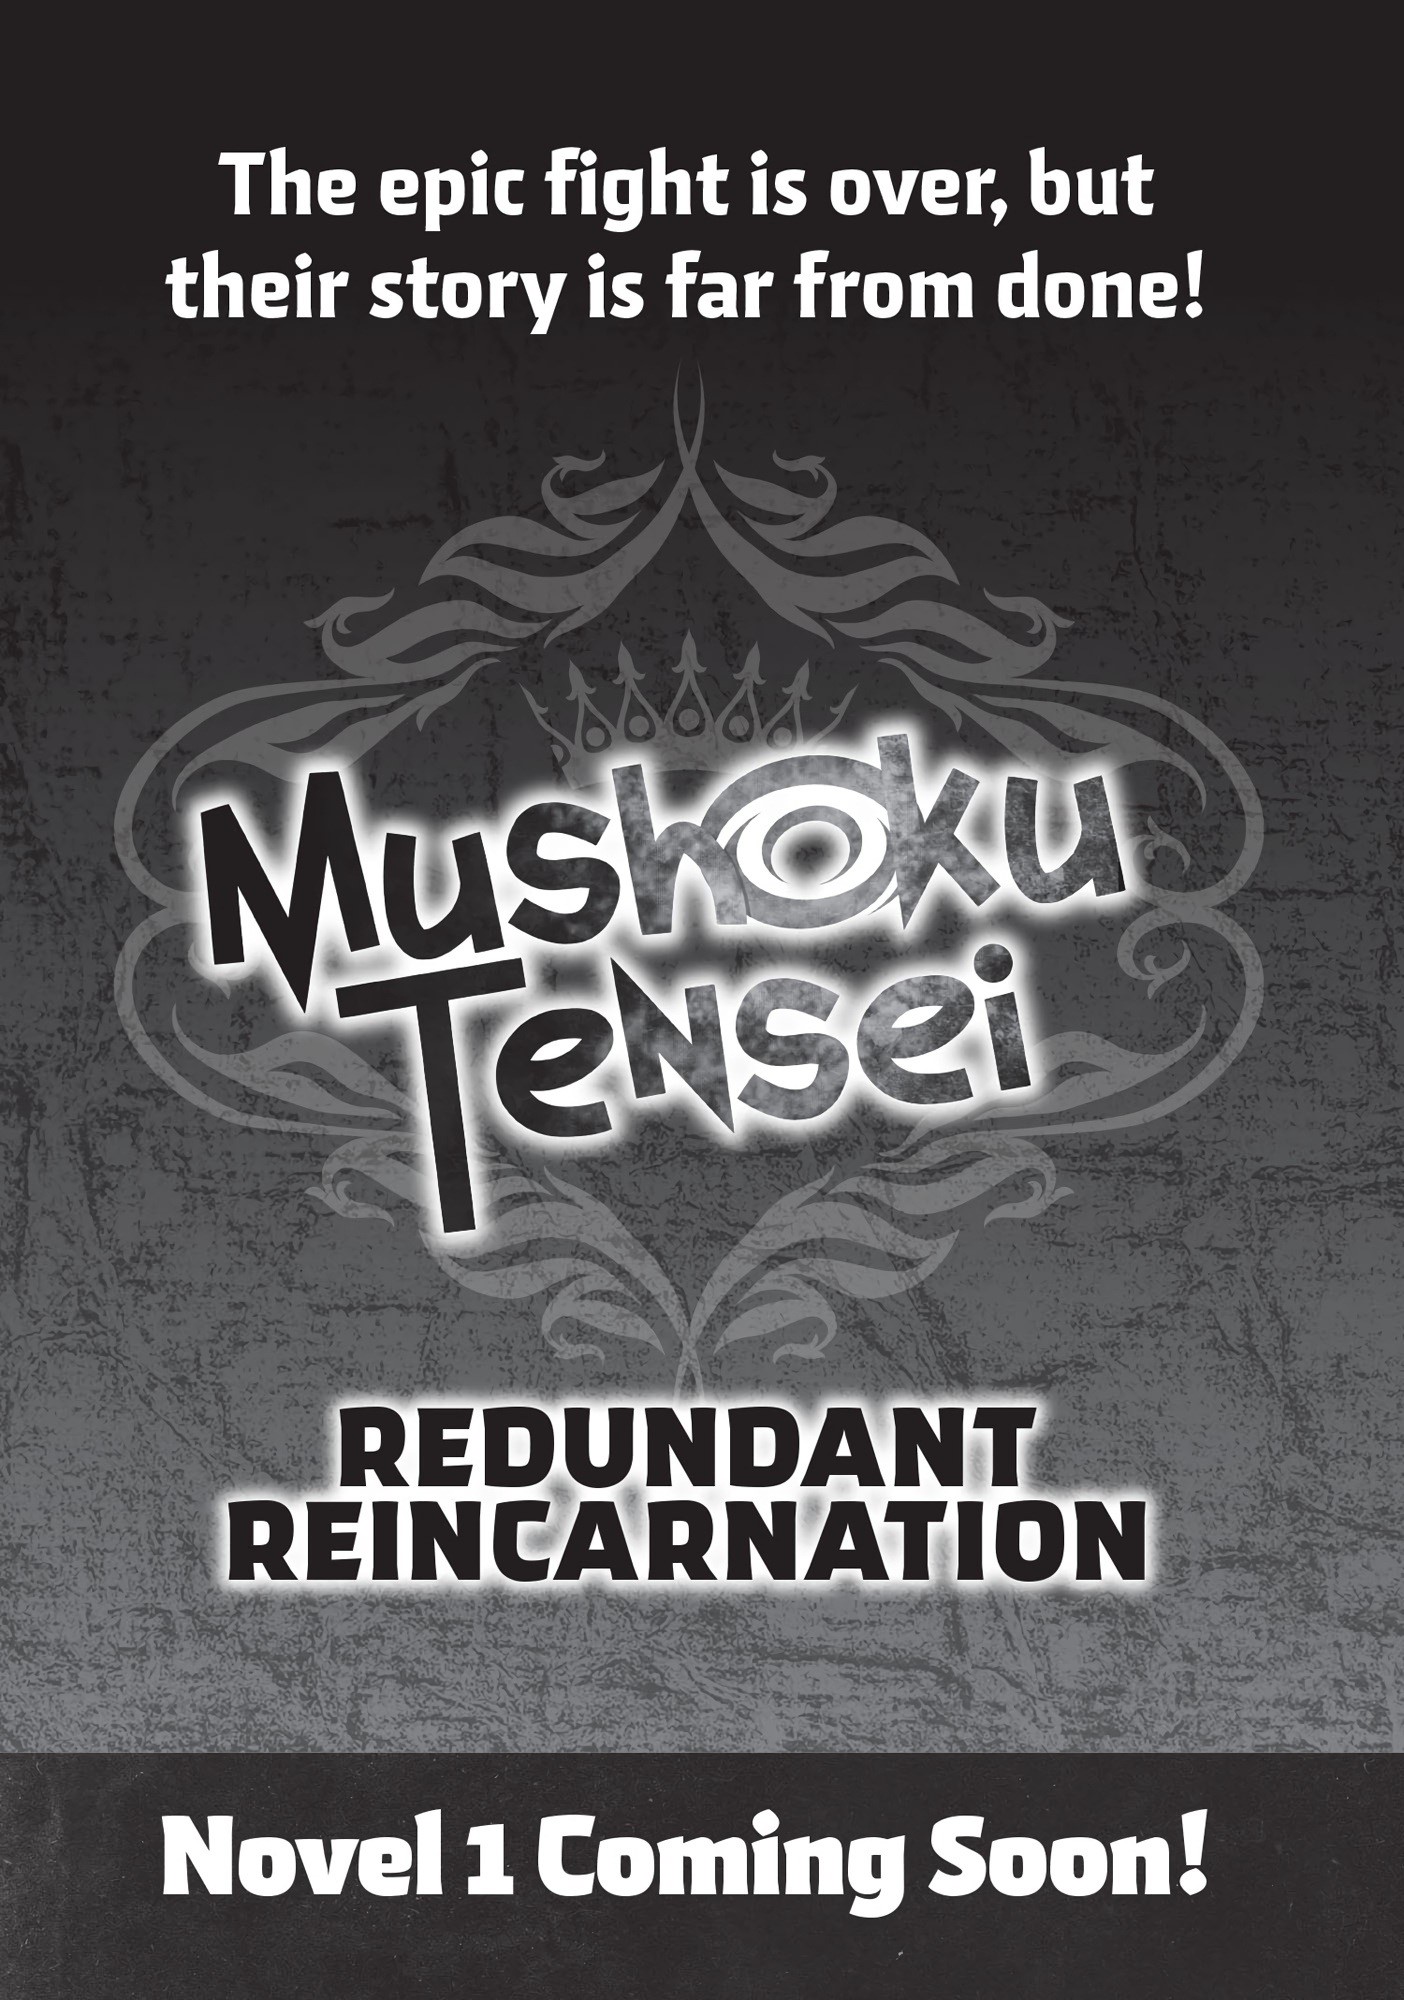 The epic fight is over, but
their story is far from done!
Mushoku
Tensei
REDUNDANT
REINCARNATION
Novel 1 Coming Soon!